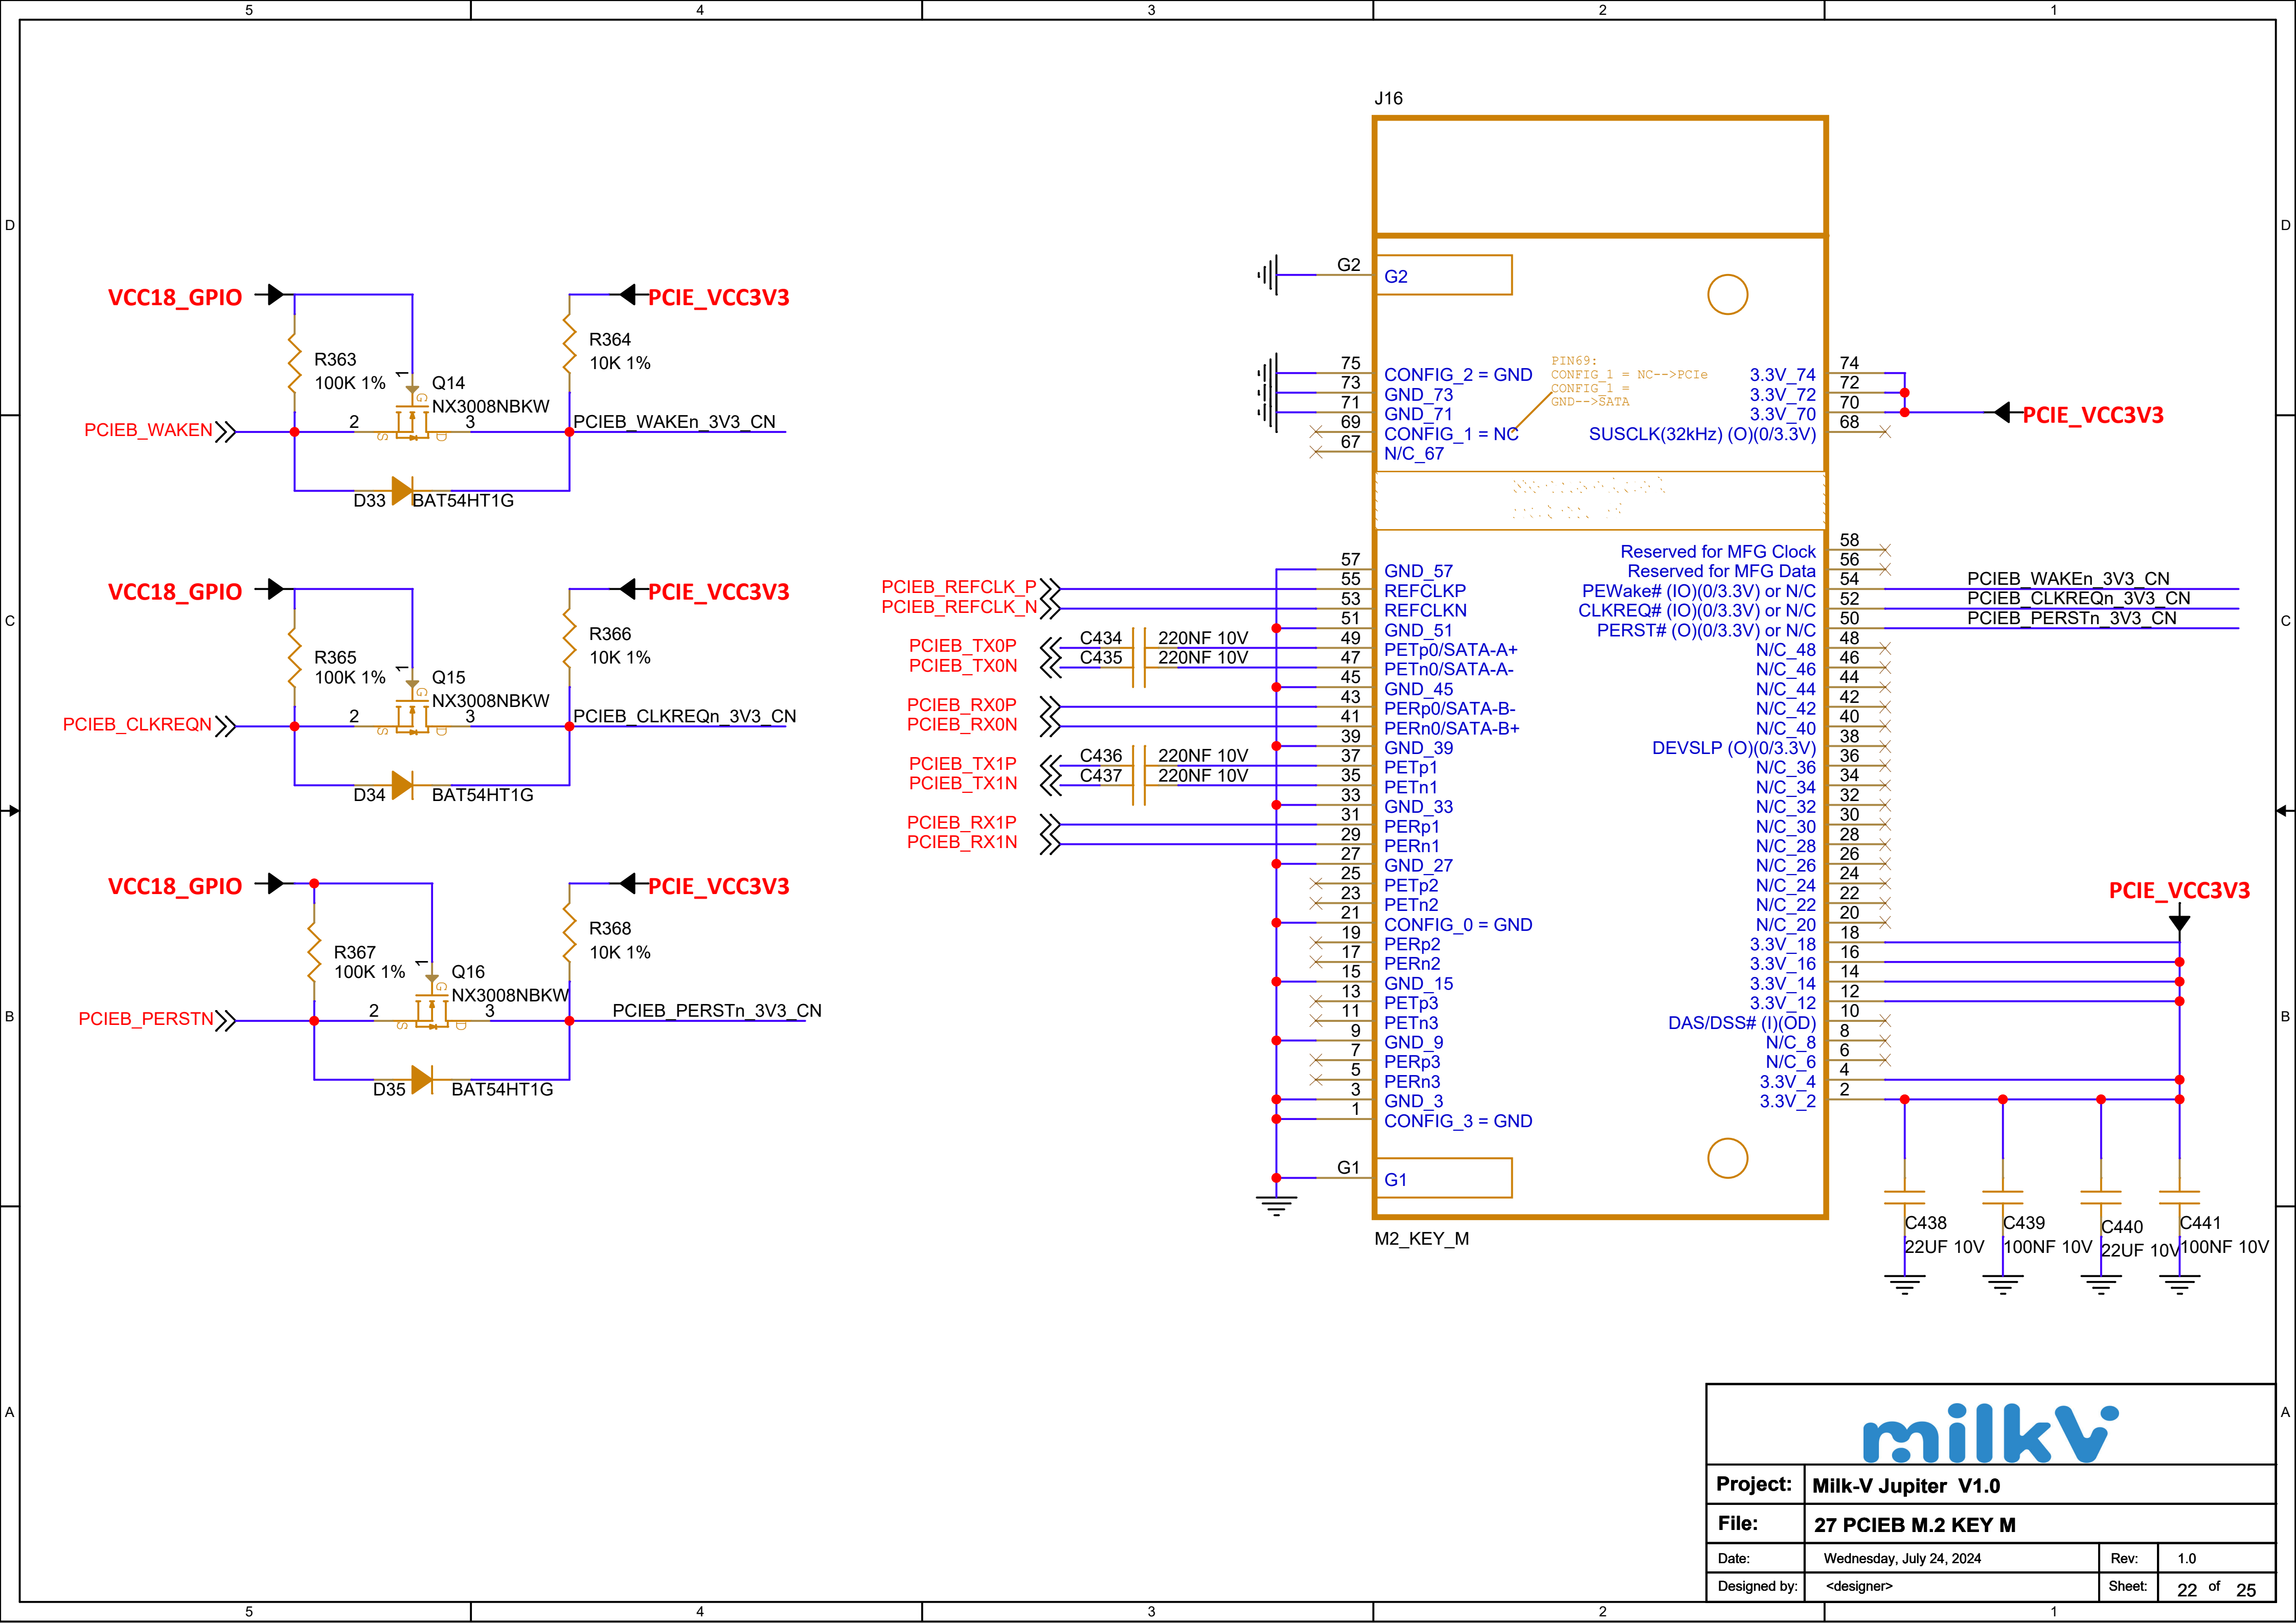 5 4 3 2 1
D
C
B
A
VCC18_GPIO
PCIE_VCC3V3
R363
100K 1%
R364
10K 1%
1
Q14
NX3008NBKW
G
S
D
2
3
PCIEB_WAKEN
PCIEB_WAKEn_3V3_CN
D33
BAT54HT1G
VCC18_GPIO
PCIE_VCC3V3
R365
100K 1%
R366
10K 1%
1
Q15
NX3008NBKW
G
S
D
2
3
PCIEB_CLKREQN
PCIEB_CLKREQn_3V3_CN
D34
BAT54HT1G
VCC18_GPIO
PCIE_VCC3V3
R367
100K 1%
R368
10K 1%
1
Q16
NX3008NBKW
G
S
D
2
3
PCIEB_PERSTN
PCIEB_PERSTn_3V3_CN
D35
BAT54HT1G
PCIEB_REFCLK_P
PCIEB_REFCLK_N
PCIEB_TX0P C434 220NF 10V
PCIEB_TX0N C435 220NF 10V
PCIEB_RX0P
PCIEB_RX0N
PCIEB_TX1P C436 220NF 10V
PCIEB_TX1N C437 220NF 10V
PCIEB_RX1P
PCIEB_RX1N
J16
G2 G2
75 CONFIG_2 = GND
73 GND_73
71 GND_71
69 CONFIG_1 = NC
67 N/C_67
PIN69:
CONFIG_1 = NC-->PCIe
CONFIG_1 =
GND-->SATA
3.3V_74 74
3.3V_72 72
3.3V_70 70
SUSCLK(32kHz) (O)(0/3.3V) 68
PCIE_VCC3V3
57 GND_57
55 REFCLKP
53 REFCLKN
51 GND_51
49 PETp0/SATA-A+
47 PETn0/SATA-A-
45 GND_45
43 PERp0/SATA-B-
41 PERn0/SATA-B+
39 GND_39
37 PETp1
35 PETn1
33 GND_33
31 PERp1
29 PERn1
27 GND_27
25 PETp2
23 PETn2
21 CONFIG_0 = GND
19 PERp2
17 PERn2
15 GND_15
13 PETp3
11 PETn3
9 GND_9
7 PERp3
5 PERn3
3 GND_3
1 CONFIG_3 = GND
G1 G1
Reserved for MFG Clock 58
Reserved for MFG Data 56
PEWake# (IO)(0/3.3V) or N/C 54 PCIEB_WAKEn_3V3_CN
CLKREQ# (IO)(0/3.3V) or N/C 52 PCIEB_CLKREQn_3V3_CN
PERST# (O)(0/3.3V) or N/C 50 PCIEB_PERSTn_3V3_CN
N/C_48 48
N/C_46 46
N/C_44 44
N/C_42 42
N/C_40 40
DEVSLP (O)(0/3.3V) 38
N/C_36 36
N/C_34 34
N/C_32 32
N/C_30 30
N/C_28 28
N/C_26 26
N/C_24 24
N/C_22 22
N/C_20 20
3.3V_18 18
3.3V_16 16
3.3V_14 14
3.3V_12 12
DAS/DSS# (I)(OD) 10
N/C_8 8
N/C_6 6
3.3V_4 4
3.3V_2 2
PCIE_VCC3V3
M2_KEY_M
C438
22UF 10V
C439
100NF 10V
C440
22UF 10V
C441
100NF 10V
milkV
Project: Milk-V Jupiter V1.0
File: 27 PCIEB M.2 KEY M
Date: Wednesday, July 24, 2024 Rev: 1.0
Designed by: <designer> Sheet: 22 of 25
D
C
B
A
5 4 3 2 1